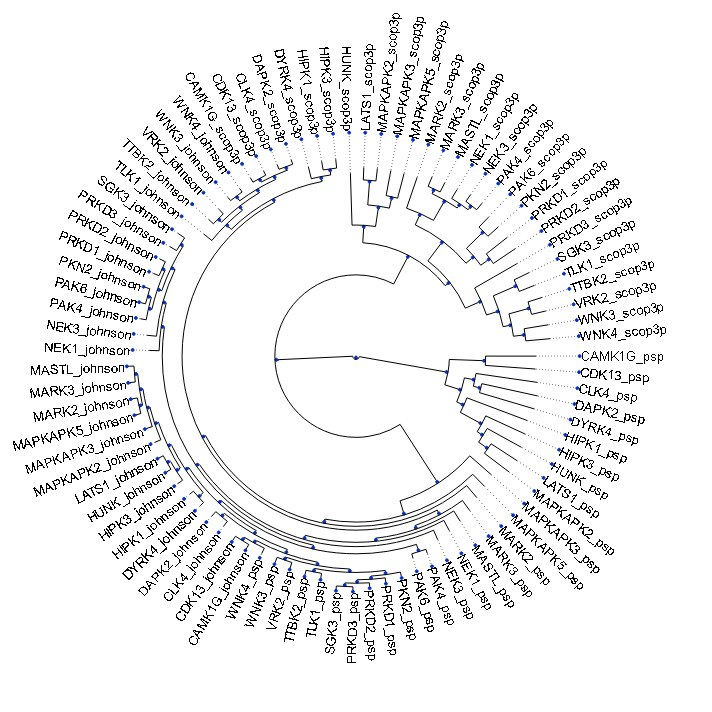 HUNK_scop3p
LATS1_scop3p
MAPKAPK2_scop3p
MAPKAPK3_scop3p
MAPKAPK5_scop3p
MARK2_scop3p
MARK3_scop3p
MASTL_scop3p
NEK1_scop3p
NEK3_scop3p
PAK4_scop3p
PAK6_scop3p
PKN2_scop3p
PRKD1_scop3p
PRKD2_scop3p
PRKD3_scop3p
SGK3_scop3p
TLK1_scop3p
TTBK2_scop3p
VRK2_scop3p
WNK3_scop3p
WNK4_scop3p
CAMK1G_psp
CDK13_psp
CLK4_psp
DAPK2_psp
DYRK4_psp
HIPK1_psp
HIPK3_psp
HUNK_psp
LATS1_psp
MAPKAPK2_psp
MAPKAPK3_psp
MAPKAPK5_psp
MARK2_psp
MARK3_psp
MASTL_psp
NEK1_psp
NEK3_psp
PAK4_psp
PAK6_psp
PKN2_psp
PRKD1_psp
PRKD2_psp
PRKD3_psp
SGK3_psp
TLK1_psp
TTBK2_psp
VRK2_psp
WNK3_psp
WNK4_psp
CAMK1G_johnson
CDK13_johnson
CLK4_johnson
DAPK2_johnson
DYRK4_johnson
HIPK1_johnson
HIPK3_johnson
HUNK_johnson
LATS1_johnson
MAPKAPK2_johnson
MAPKAPK3_johnson
MAPKAPK5_johnson
MARK2_johnson
MARK3_johnson
MASTL_johnson
NEK1_johnson
NEK3_johnson
PAK4_johnson
PAK6_johnson
PKN2_johnson
PRKD1_johnson
PRKD2_johnson
PRKD3_johnson
SGK3_johnson
TLK1_johnson
TTBK2_johnson
VRK2_johnson
WNK3_johnson
WNK4_johnson
CAMK1G_scop3p
CDK13_scop3p
CLK4_scop3p
DAPK2_scop3p
DYRK4_scop3p
HIPK1_scop3p
HIPK3_scop3p